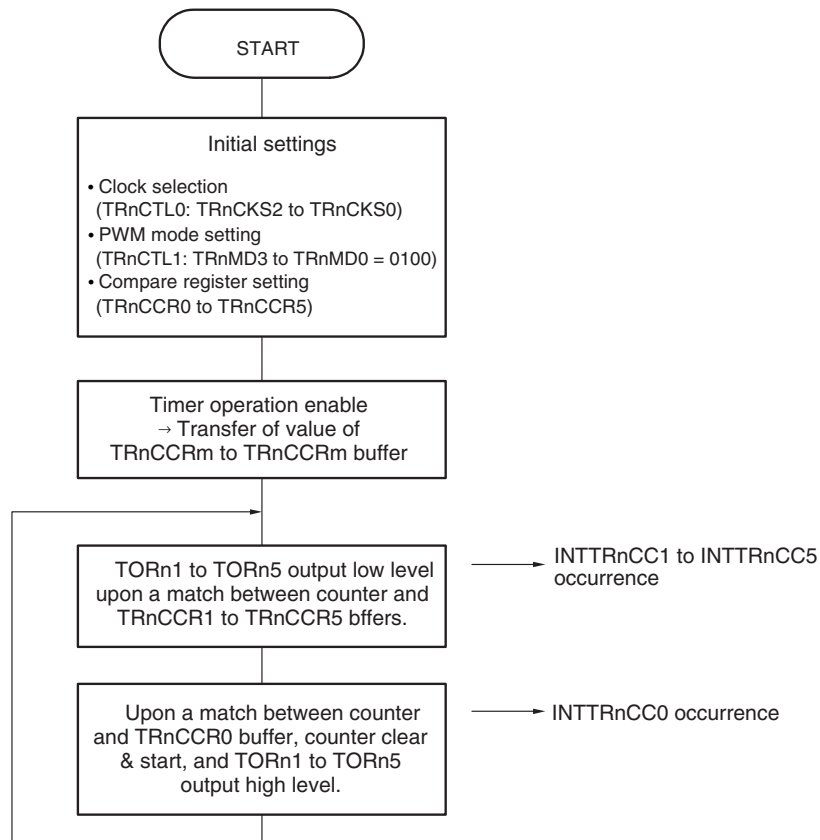 START
Initial settings
• Clock selection
(TRnCTL0: TRnCKS2 to TRnCKS0)
• PWM mode setting
(TRnCTL1: TRnMD3 to TRnMD0 = 0100)
• Compare register setting
(TRnCCR0 to TRnCCR5)
Timer operation enable
→ Transfer of value of
TRnCCRm to TRnCCRm buffer
TORn1 to TORn5 output low level
upon a match between counter and
TRnCCR1 to TRnCCR5 bffers.
INTTRnCC1 to INTTRnCC5
occurrence
Upon a match between counter
and TRnCCR0 buffer, counter clear
& start, and TORn1 to TORn5
output high level.
INTTRnCC0 occurrence